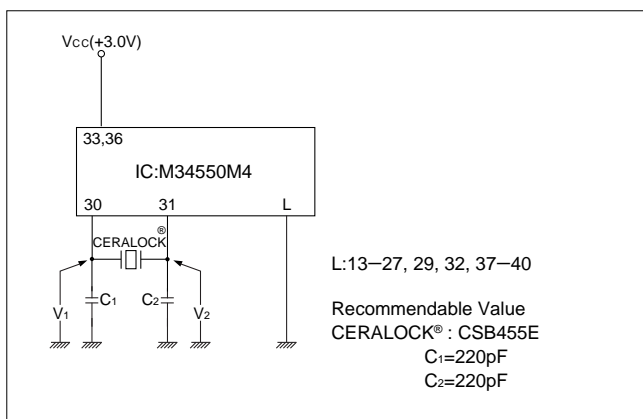 VCC(+3.0V)
33,36
IC:M34550M4
30 31 L
CERALOCK®
C1 C2
V1 V2
L:13–27, 29, 32, 37–40
Recommendable Value
CERALOCK® : CSB455E
C1=220pF
C2=220pF